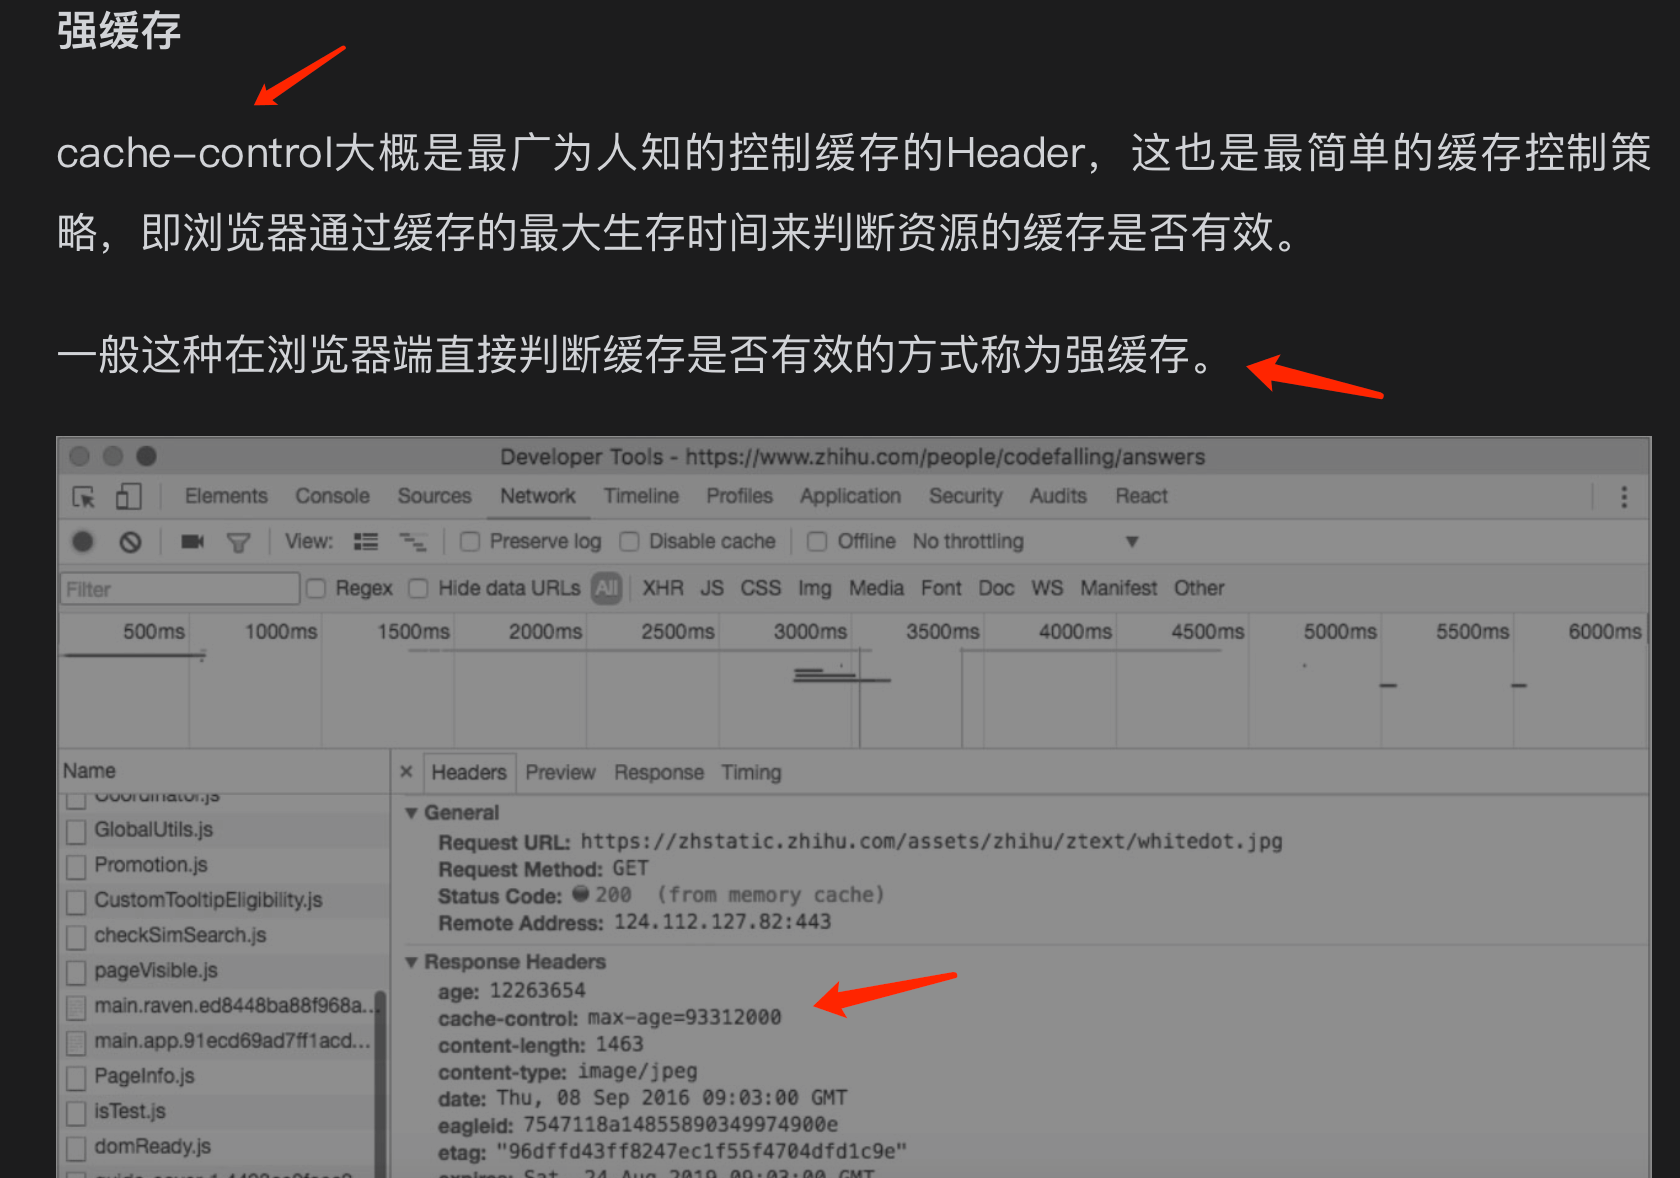 强缓存
cache-control大概是最广为人知的控制缓存的Header，这也是最简单的缓存控制策
略，即浏览器通过缓存的最大生存时间来判断资源的缓存是否有效。
一般这种在浏览器端直接判断缓存是否有效的方式称为强缓存。
Developer Tools - https://www.zhihu.com/people/codefalling/answers
Elements Console Sources Network Timeline Profiles Application Security Audits React
View: Preserve log Disable cache Offline No throttling
Filter Regex Hide data URLs All XHR JS CSS Img Media Font Doc WS Manifest Other
500ms 1000ms 1500ms 2000ms 2500ms 3000ms 3500ms 4000ms 4500ms 5000ms 5500ms 6000ms
Name
Coordinator.js
GlobalUtils.js
Promotion.js
CustomTooltipEligibility.js
checkSimSearch.js
pageVisible.js
main.raven.ed8448ba88f968a...
main.app.91ecd69ad7ff1acd...
PageInfo.js
isTest.js
domReady.js
× Headers Preview Response Timing
General
Request URL: https://zhstatic.zhihu.com/assets/zhihu/ztext/whitedot.jpg
Request Method: GET
Status Code: 200 (from memory cache)
Remote Address: 124.112.127.82:443
Response Headers
age: 12263654
cache-control: max-age=93312000
content-length: 1463
content-type: image/jpeg
date: Thu, 08 Sep 2016 09:03:00 GMT
eagleid: 7547118a14855890349974900e
etag: "96dffd43ff8247ec1f55f4704dfd1c9e"
expires: Sat, 24 Aug 2019 09:03:00 GMT